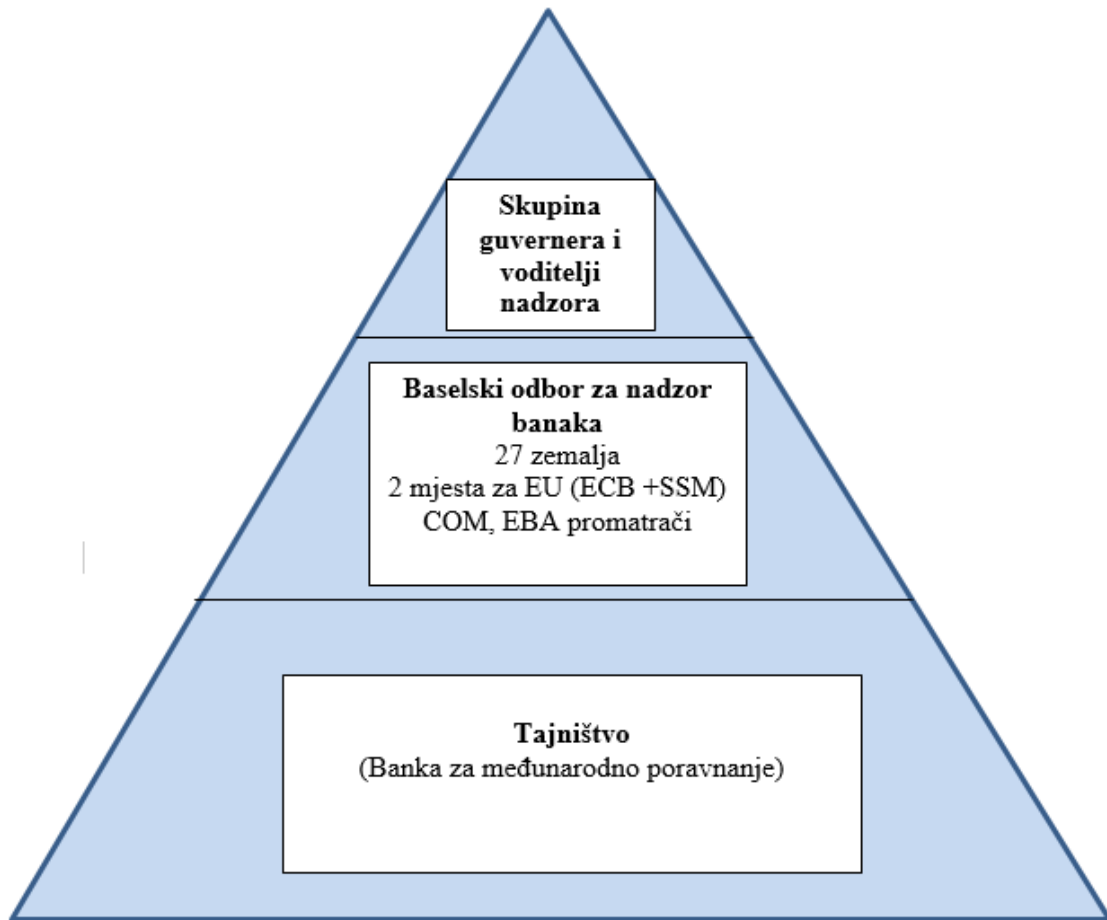 Skupina
guvernera i
voditelji
nadzora
Baselski odbor za nadzor
banaka
27 zemalja
2 mjesta za EU (ECB +SSM)
COM, EBA promatrači
Tajništvo
(Banka za međunarodno poravnanje)